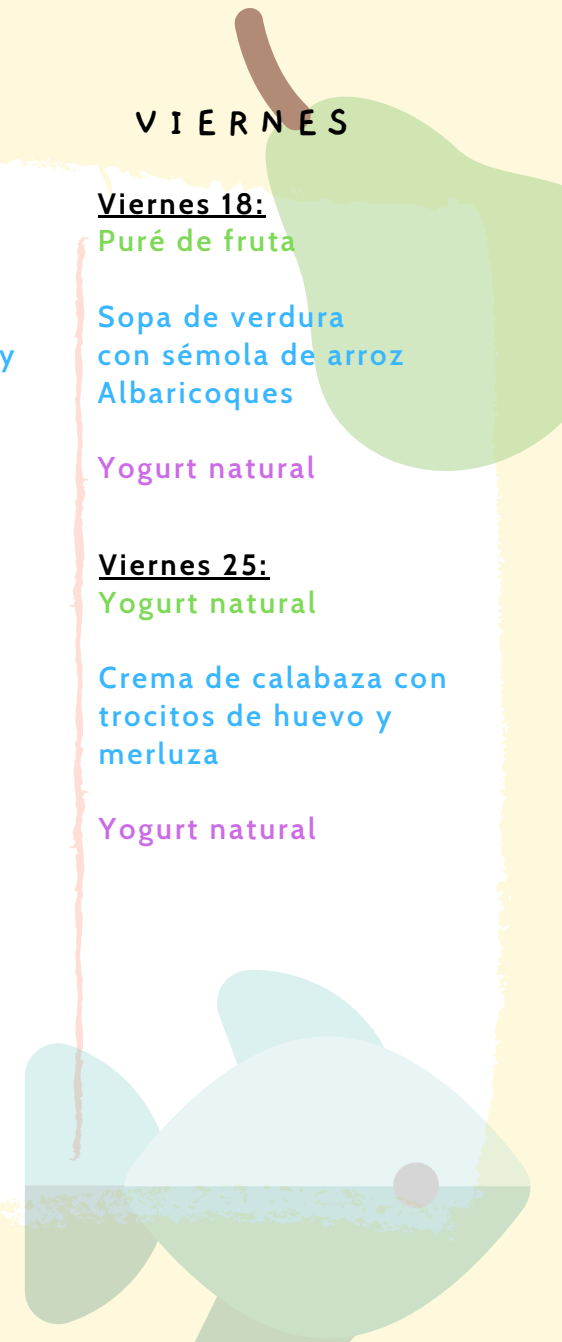 VIERNES
Viernes 18:
Puré de fruta
Sopa de verdura
y
con sémola de arroz
Albaricoques
Yogurt natural
Viernes 25:
Yogurt natural
Crema de calabaza con
trocitos de huevo y
merluza
Yogurt natural